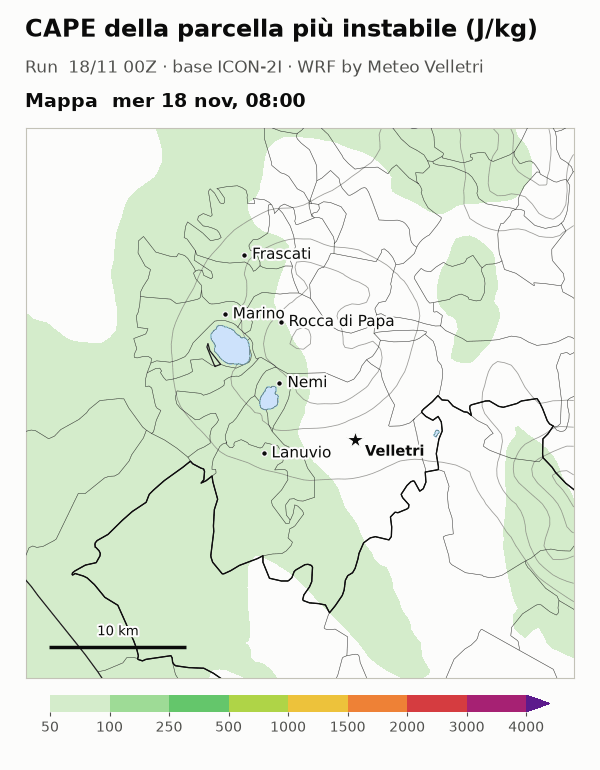 CAPE della parcella più instabile (J/kg)
Run  18/11 00Z · base ICON-2I · WRF by Meteo Velletri
Mappa  mer 18 nov, 08:00
Frascati
Marino
Rocca di Papa
Nemi
Velletri
Lanuvio
10 km
50 100 250 500 1000 1500 2000 3000 4000